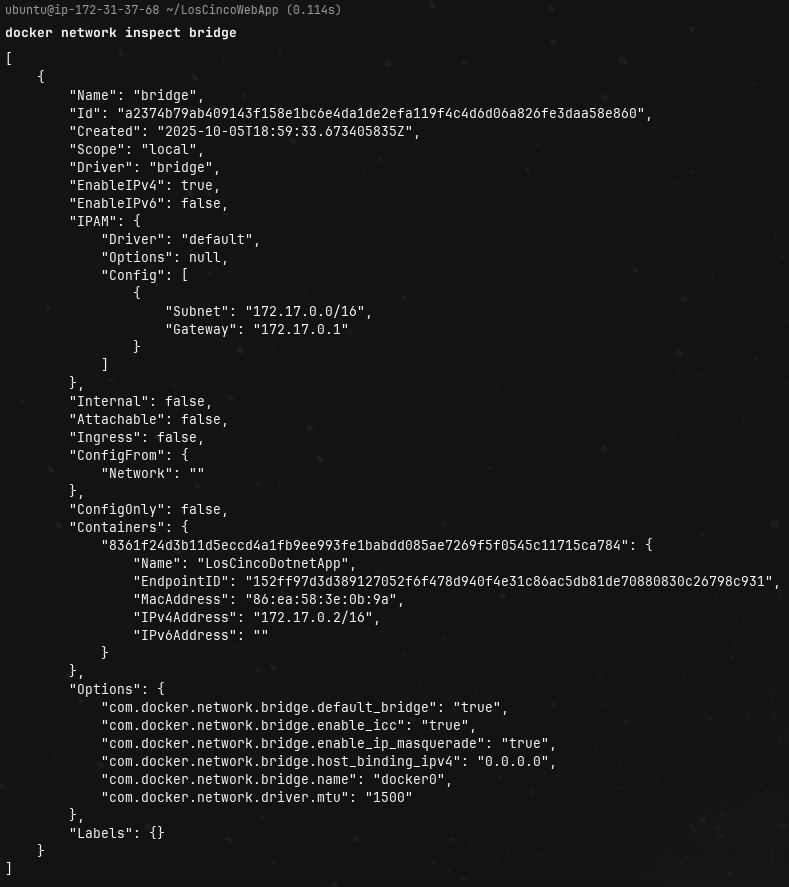 ubuntu@ip-172-31-37-68 ~/LosCincoWebApp (0.114s)
docker network inspect bridge
[
    {
        "Name": "bridge",
        "Id": "a2374b79ab409143f158e1bc6e4da1de2efa119f4c4d6d06a826fe3daa58e860",
        "Created": "2025-10-05T18:59:33.673405835Z",
        "Scope": "local",
        "Driver": "bridge",
        "EnableIPv4": true,
        "EnableIPv6": false,
        "IPAM": {
            "Driver": "default",
            "Options": null,
            "Config": [
                {
                    "Subnet": "172.17.0.0/16",
                    "Gateway": "172.17.0.1"
                }
            ]
        },
        "Internal": false,
        "Attachable": false,
        "Ingress": false,
        "ConfigFrom": {
            "Network": ""
        },
        "ConfigOnly": false,
        "Containers": {
            "8361f24d3b11d5eccd4a1fb9ee993fe1babdd085ae7269f5f0545c11715ca784": {
                "Name": "LosCincoDotnetApp",
                "EndpointID": "152ff97d3d389127052f6f478d940f4e31c86ac5db81de70880830c26798c931",
                "MacAddress": "86:ea:58:3e:0b:9a",
                "IPv4Address": "172.17.0.2/16",
                "IPv6Address": ""
            }
        },
        "Options": {
            "com.docker.network.bridge.default_bridge": "true",
            "com.docker.network.bridge.enable_icc": "true",
            "com.docker.network.bridge.enable_ip_masquerade": "true",
            "com.docker.network.bridge.host_binding_ipv4": "0.0.0.0",
            "com.docker.network.bridge.name": "docker0",
            "com.docker.network.driver.mtu": "1500"
        },
        "Labels": {}
    }
]